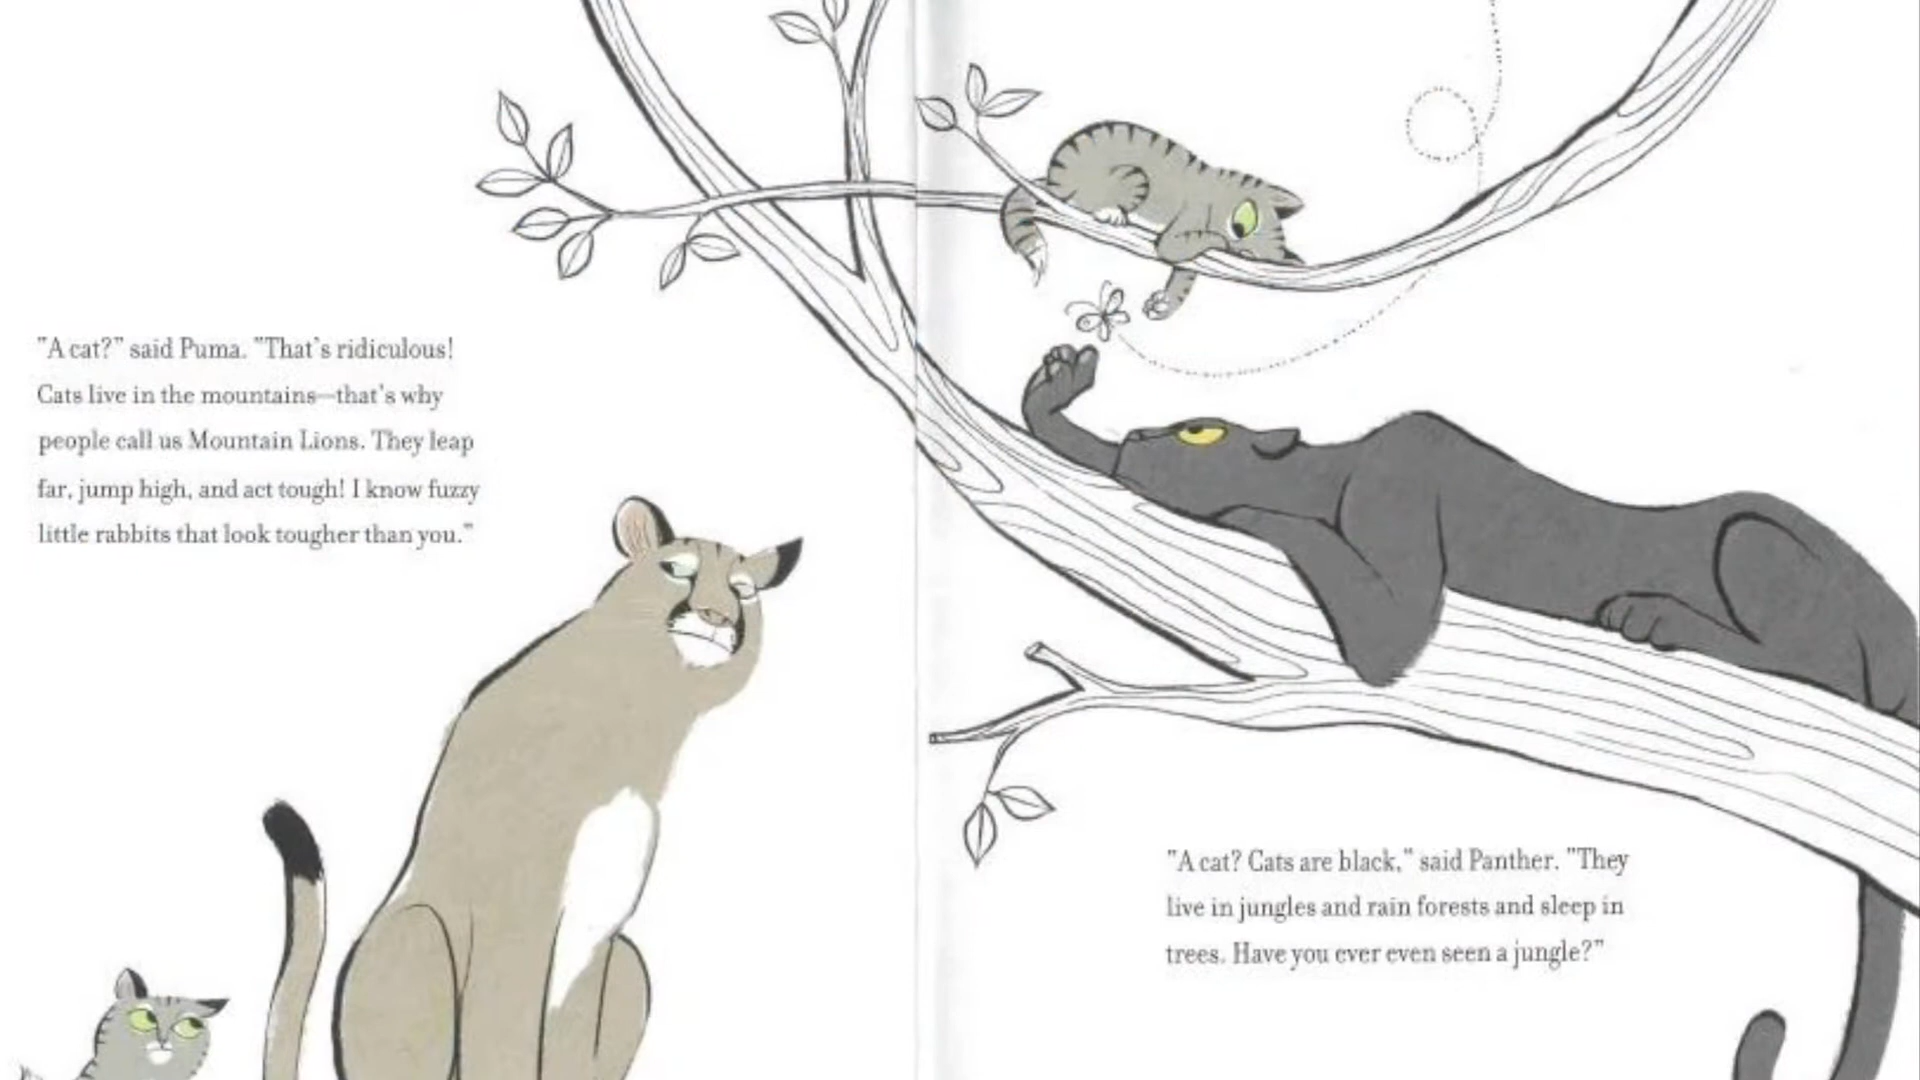 "A cat?" said Puma. "That's ridiculous!
Cats live in the mountains—that's why
people call us Mountain Lions. They leap
far, jump high, and act tough! I know fuzzy
little rabbits that look tougher than you."
"A cat? Cats are black," said Panther. "They
live in jungles and rain forests and sleep in
trees. Have you ever even seen a jungle?"